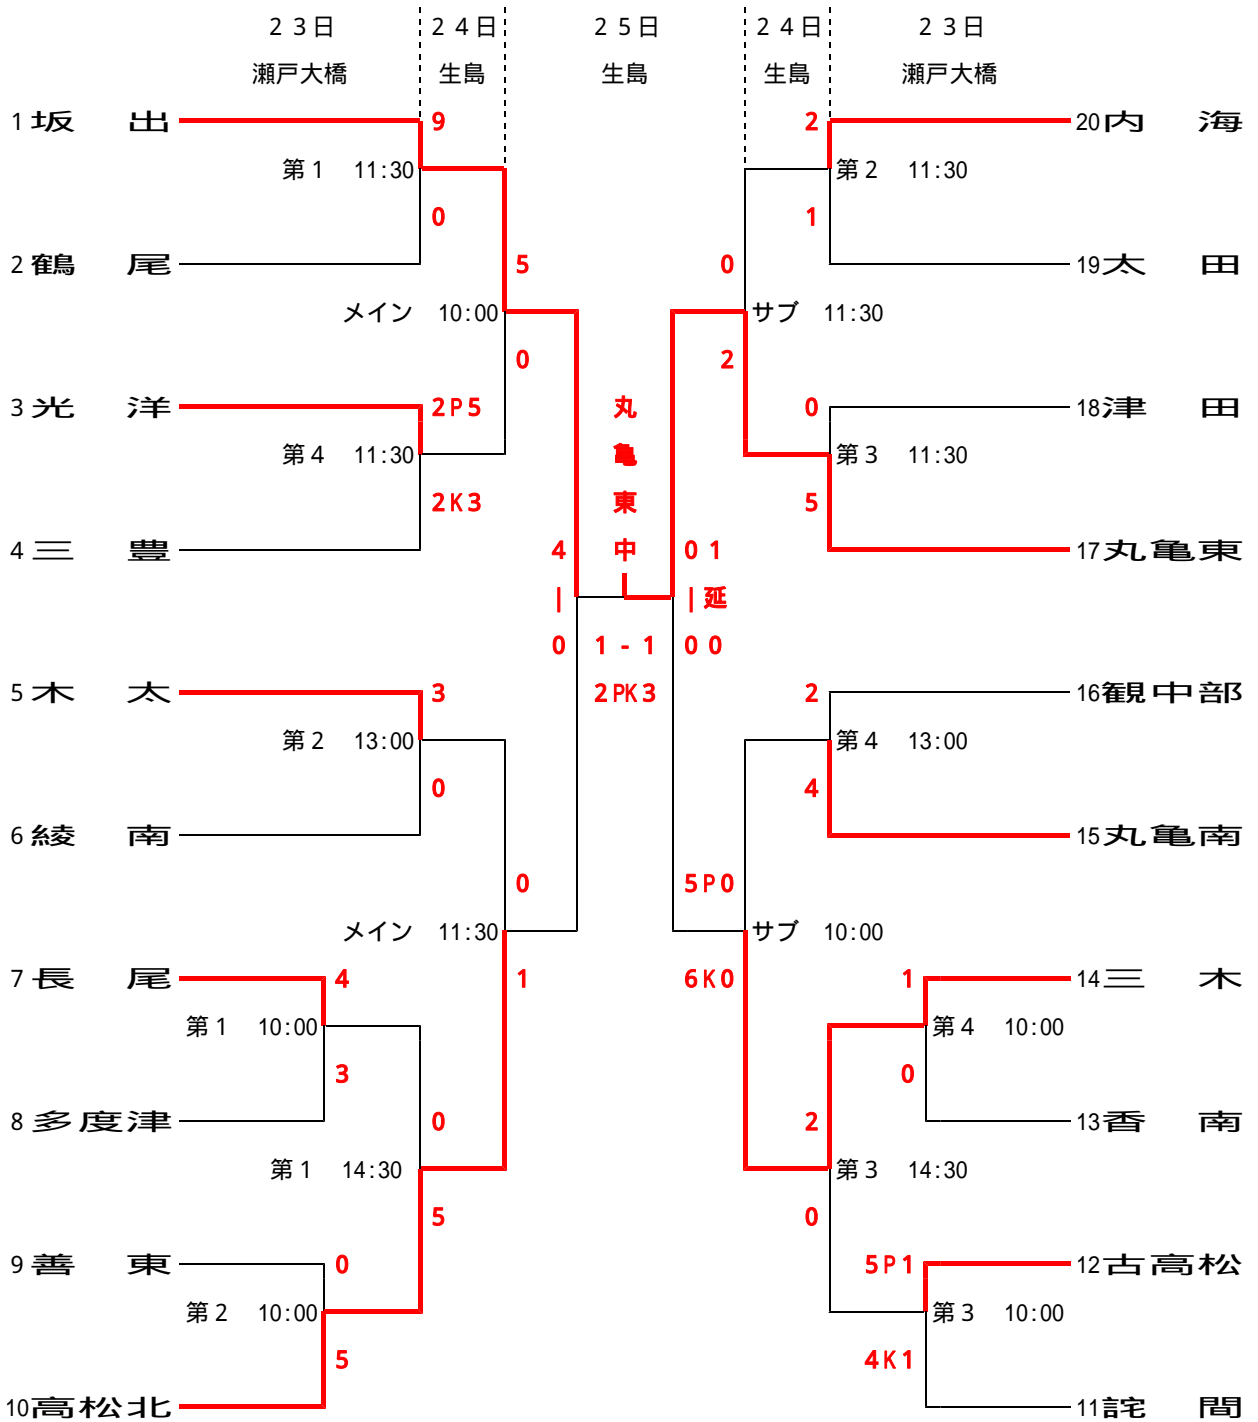 23日 24日 25日 24日 23日
瀬戸大橋 生島 生島 生島 瀬戸大橋
1 坂出 9 2 20 内海
第1 11:30 第2 11:30
0 1
2 鶴尾 5 0 19 太田
メイン 10:00 サブ 11:30
0 2
3 光洋 2P5 丸 0 18 津田
第4 11:30 亀 第3 11:30
2K3 東 5
4 三豊 4 中 01 17 丸亀東
| |延
0 1-1 00
5 木太 3 2PK3 2 16 観中部
第2 13:00 第4 13:00
0 4
6 綾南 15 丸亀南
0 5P0
メイン 11:30 サブ 10:00
7 長尾 4 1 6K0 1 14 三木
第1 10:00 第4 10:00
3 0
8 多度津 0 2 13 香南
第1 14:30 第3 14:30
5 0
9 善東 0 5P1 12 古高松
第2 10:00 第3 10:00
5 4K1
10 高松北 11 詫間